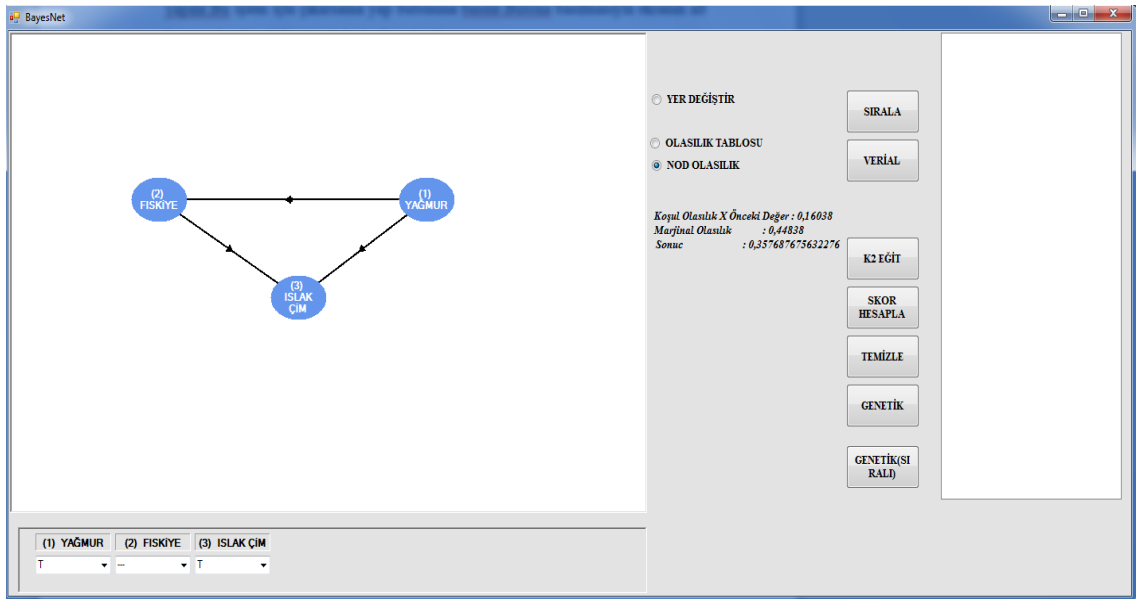 BayesNet
YER DEĞİŞTİR
OLASILIK TABLOSU
NOD OLASILIK
SIRALA
VERİAL
(2)
FISKİYE
(1)
YAĞMUR
(3)
ISLAK
ÇİM
Koşul Olasılık X Önceki Değer : 0,16038
Marjinal Olasılık : 0,44838
Sonuc : 0,357687675632276
K2 EĞİT
SKOR
HESAPLA
TEMİZLE
GENETİK
GENETİK(SI
RALI)
(1) YAĞMUR (2) FISKİYE (3) ISLAK ÇİM
T --- T